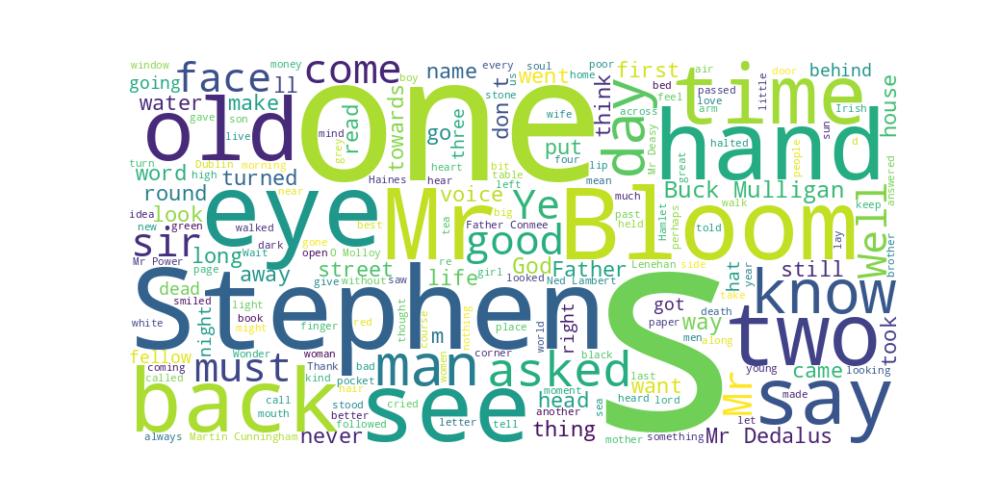 window
money
every
soul
poor
air
door
going
face
ll
come
boy
name
us
went
home
first
little
behind
water
make
one
stone
don t
think
bed
passed
time
Irish
house
gave
son
old
live
mind
grey
read
towards
go
three
wife
put
day
feel
love
arm
across
hand
sun
d
word
Dublin
morning
high
turned
turn
heart
hear
Haines
bit
table
left
four
lip
mean
Mr Deasy
great
halted
people
answered
round
near
eye
voice
Ye
Buck Mulligan
much
walk
keep
idea
look
new
green
walked
best
Mr Bloom
big
tea
past
held
Hamlet
perhaps
told
lay
Well
brother
sir
dark
gone
Father Conmee
good
Mr Power
long
Wait
open
O Molloy
re
God
looked
Lenehan
side
page
away
street
give
without
saw
life
girl
Father
Ned Lambert
hat
year
still
dead
smiled
Stephen
S
got
take
know
night
light
book
might
finger
red
thought
course
m
nothing
place
world
right
paper
way
death
men
along
two
took
white
fellow
Wonder
woman
man
corner
black
asked
want
came
young
looking
coming
called
must
Thank
kind
bad
pocket
hair
women
last
moment
head
heard
lord
Mr
made
say
back
call
mouth
stood
better
cried
followed
see
letter
tell
another
thing
sea
let
always
Martin Cunningham
never
mother
something
Mr Dedalus